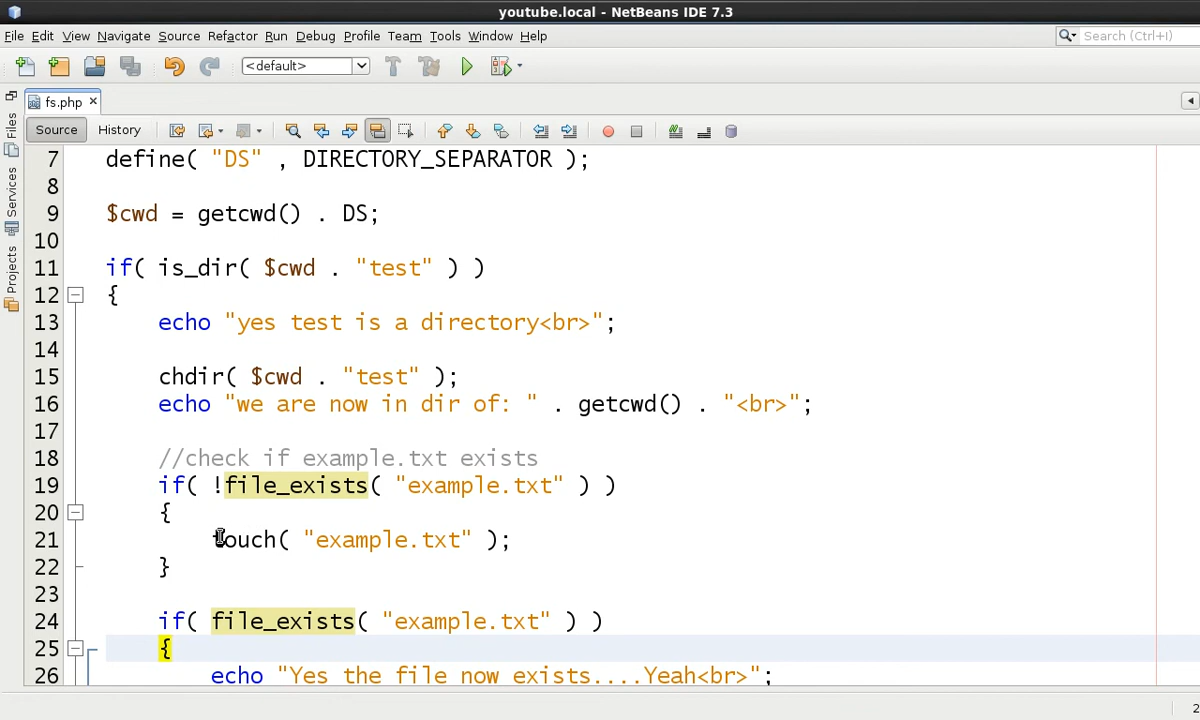 youtube.local - NetBeans IDE 7.3
File Edit View Navigate Source Refactor Run Debug Profile Team Tools Window Help
Search (Ctrl+I)
<default>
fs.php
Source History
Files
Services
Projects
7 define( "DS" , DIRECTORY_SEPARATOR );
8
9 $cwd = getcwd() . DS;
10
11 if( is_dir( $cwd . "test" ) )
12 {
13 echo "yes test is a directory<br>";
14
15 chdir( $cwd . "test" );
16 echo "we are now in dir of: " . getcwd() . "<br>";
17
18 //check if example.txt exists
19 if( !file_exists( "example.txt" ) )
20 {
21 touch( "example.txt" );
22 }
23
24 if( file_exists( "example.txt" ) )
25 {
26 echo "Yes the file now exists....Yeah<br>";
2